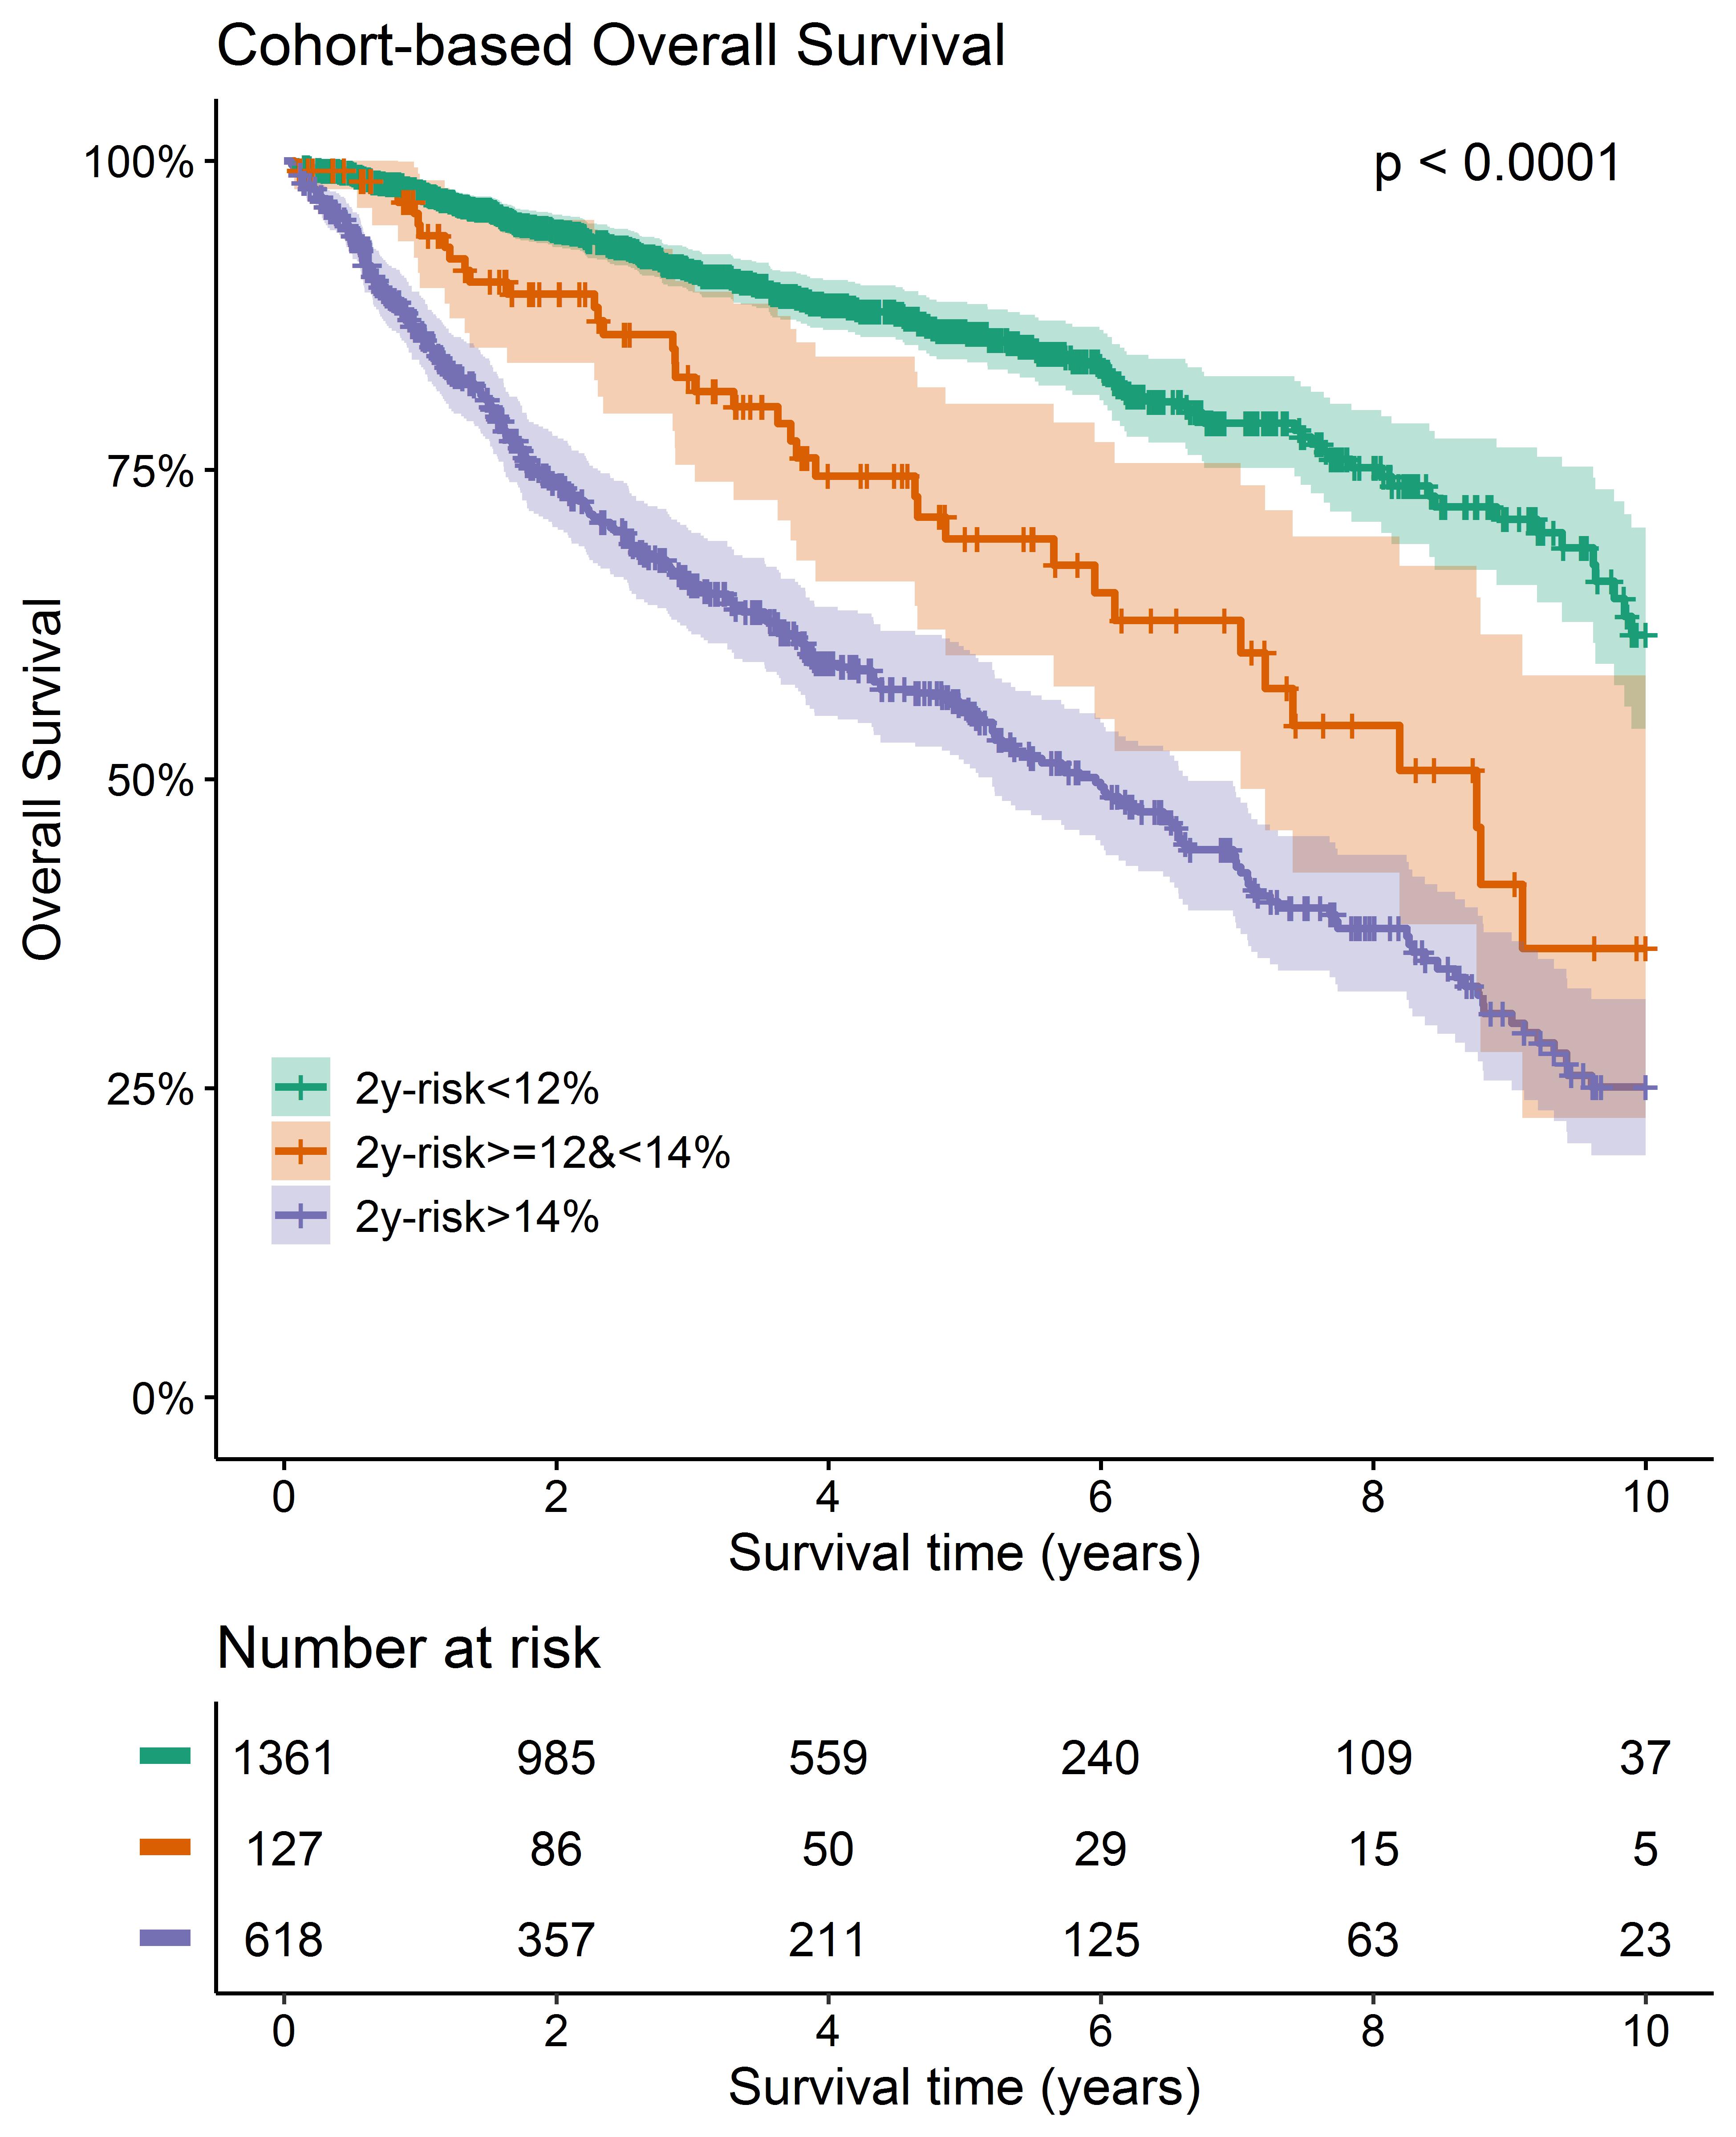 Cohort-based Overall Survival
p < 0.0001
100%
75%
50%
25%
0%
Overall Survival
2y-risk<12%
2y-risk>=12&<14%
2y-risk>14%
0 2 4 6 8 10
Survival time (years)
Number at risk
1361 985 559 240 109 37
127 86 50 29 15 5
618 357 211 125 63 23
0 2 4 6 8 10
Survival time (years)